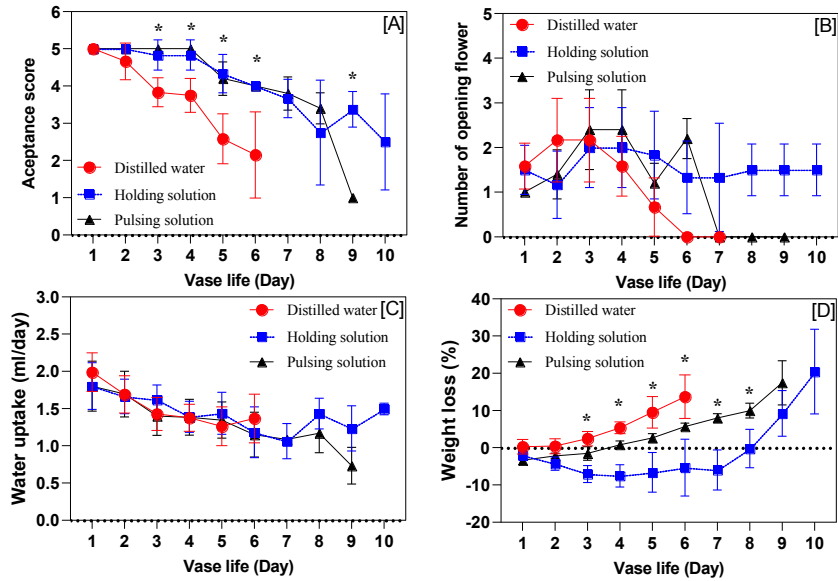 [A]
Aceptance score
6
5
4
3
2
1
0
* * * * *
Distilled water
Holding solution
Pulsing solution
1 2 3 4 5 6 7 8 9 10
Vase life (Day)
[B]
Number of opening flower
5
4
3
2
1
0
Distilled water
Holding solution
Pulsing solution
1 2 3 4 5 6 7 8 9 10
Vase life (Day)
[C]
Water uptake (ml/day)
3.0
2.5
2.0
1.5
1.0
0.5
0.0
Distilled water
Holding solution
Pulsing solution
1 2 3 4 5 6 7 8 9 10
Vase life (Day)
[D]
Weight loss (%)
40
30
20
10
0
-10
-20
Distilled water
Holding solution
Pulsing solution
* * * * * *
1 2 3 4 5 6 7 8 9 10
Vase life (Day)